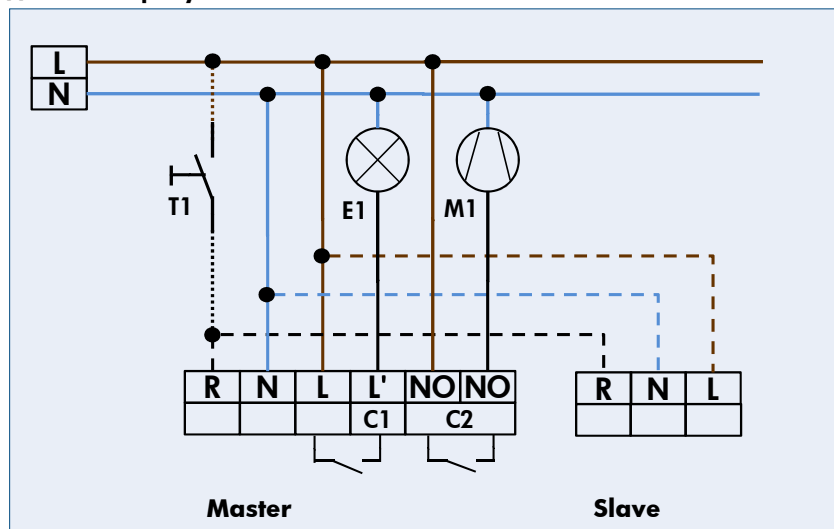 L
N
T1
E1
M1
R N L L' NO NO
C1 C2
R N L
Master
Slave